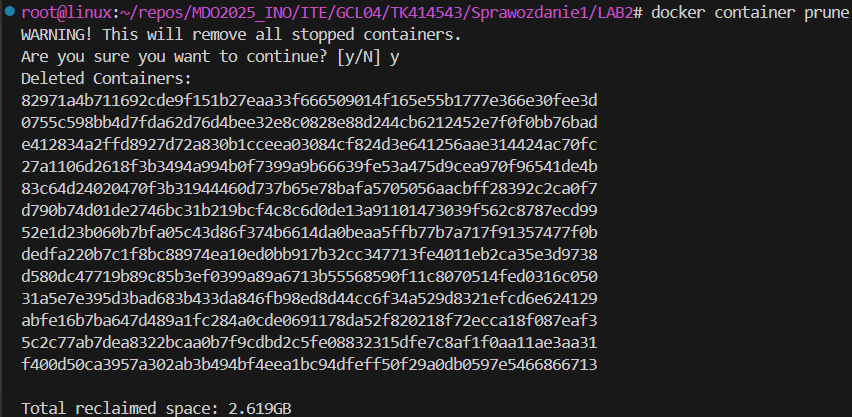 root@linux:~/repos/MDO2025_INO/ITE/GCL04/TK414543/Sprawozdanie1/LAB2# docker container prune
WARNING! This will remove all stopped containers.
Are you sure you want to continue? [y/N] y
Deleted Containers:
82971a4b711692cde9f151b27eaa33f666509014f165e55b1777e366e30fee3d
0755c598bb4d7fda62d76d4bee32e8c0828e88d244cb6212452e7f0f0bb76bad
e412834a2ffd8927d72a830b1cceea03084cf824d3e641256aae314424ac70fc
27a1106d2618f3b3494a994b0f7399a9b66639fe53a475d9cea970f96541de4b
83c64d24020470f3b31944460d737b65e78bafa5705056aacbff28392c2ca0f7
d790b74d01de2746bc31b219bcf4c8c6d0de13a91101473039f562c8787ecd99
52e1d23b060b7bfa05c43d86f374b6614da0beaa5ffb77b7a717f91357477f0b
dedfa220b7c1f8bc88974ea10ed0bb917b32cc347713fe4011eb2ca35e3d9738
d580dc47719b89c85b3ef0399a89a6713b55568590f11c8070514fed0316c050
31a5e7e395d3bad683b433da846fb98ed8d44cc6f34a529d8321efcd6e624129
abfe16b7ba647d489a1fc284a0cde0691178da52f820218f72ecca18f087eaf3
5c2c77ab7dea8322bcaa0b7f9cdbd2c5fe08832315dfe7c8af1f0aa11ae3aa31
f400d50ca3957a302ab3b494bf4eea1bc94dfeff50f29a0db0597e5466866713
Total reclaimed space: 2.619GB